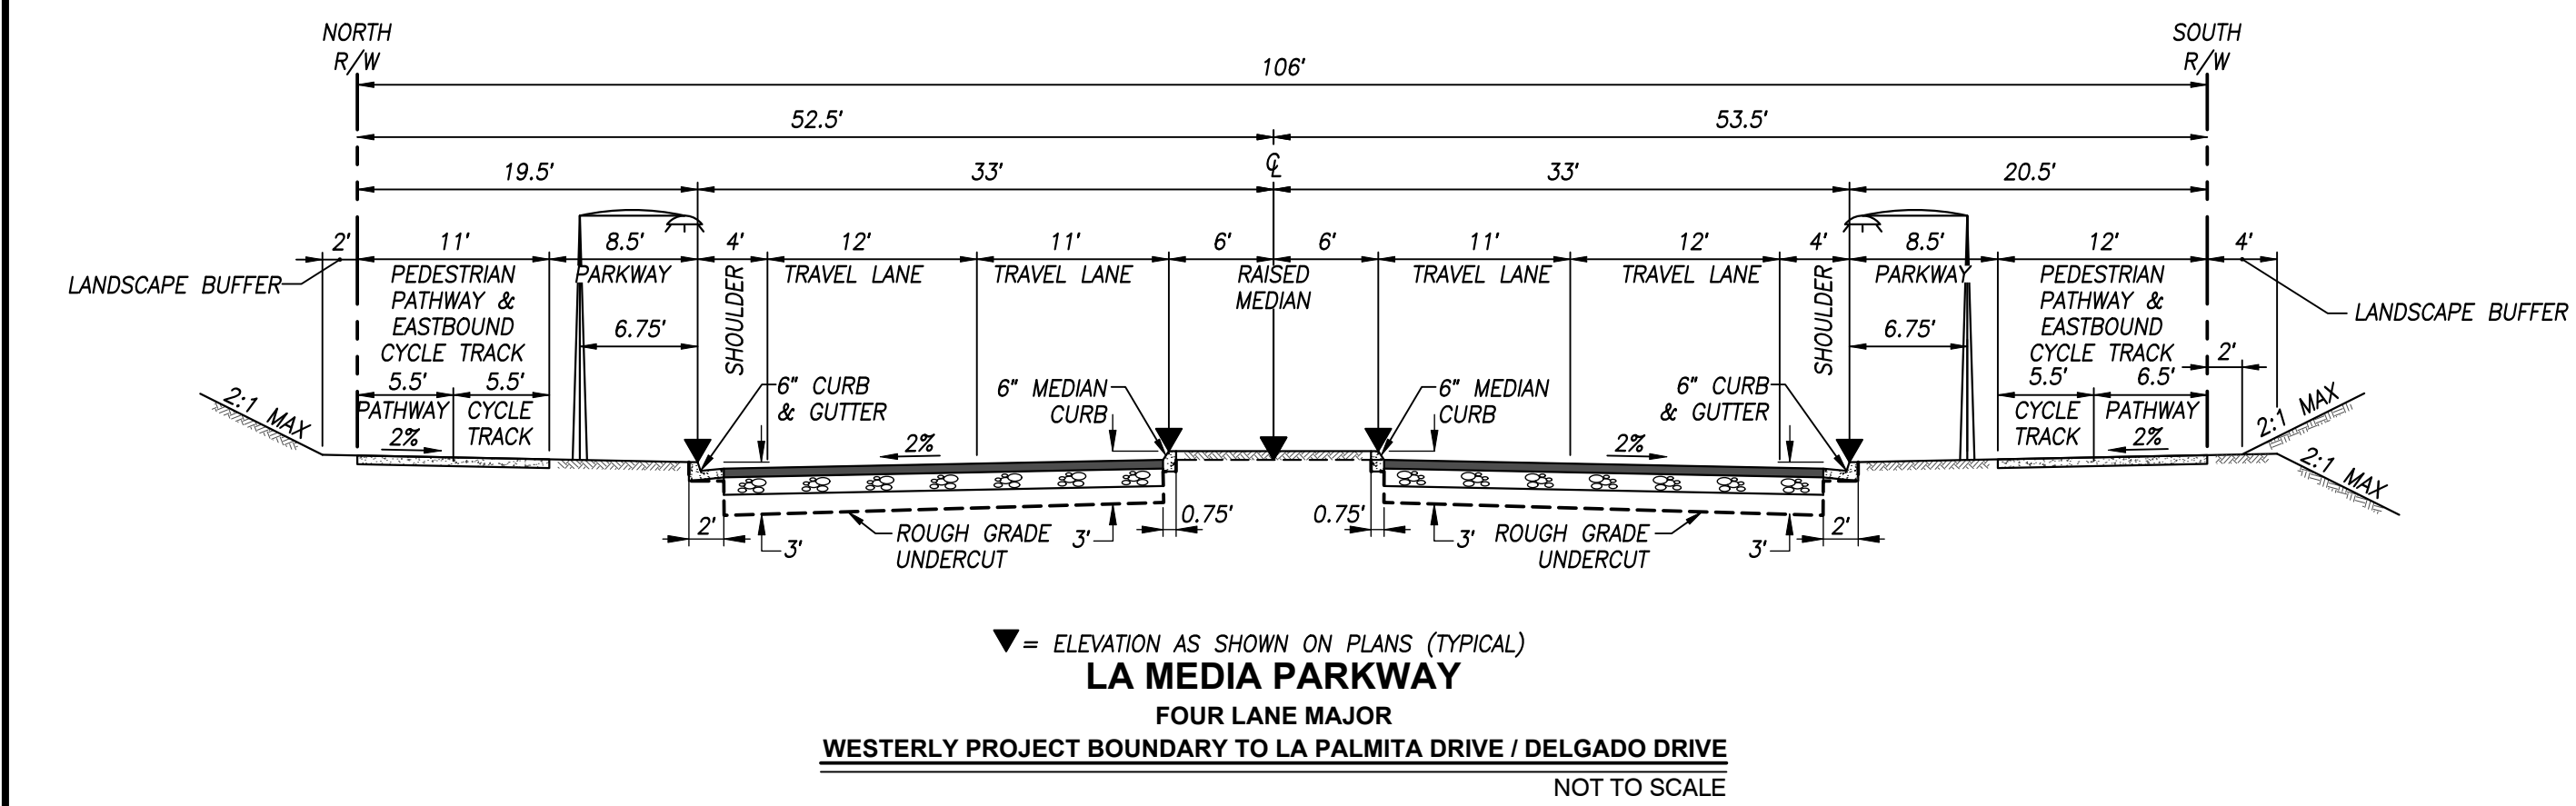 NORTH
R/W
SOUTH
R/W
106'
52.5'
53.5'
19.5'
33'
℄
33'
20.5'
2'
11'
8.5'
4'
12'
11'
6'
6'
11'
12'
4'
8.5'
12'
4'
LANDSCAPE BUFFER
PEDESTRIAN
PATHWAY &
EASTBOUND
CYCLE TRACK
PARKWAY
SHOULDER
TRAVEL LANE
TRAVEL LANE
RAISED
MEDIAN
TRAVEL LANE
TRAVEL LANE
SHOULDER
PARKWAY
PEDESTRIAN
PATHWAY &
EASTBOUND
CYCLE TRACK
LANDSCAPE BUFFER
6.75'
6.75'
2'
5.5'
5.5'
PATHWAY
CYCLE
TRACK
2%
2:1 MAX
6" CURB
& GUTTER
6" MEDIAN
CURB
6" MEDIAN
CURB
6" CURB
& GUTTER
5.5'
6.5'
CYCLE
TRACK
PATHWAY
2%
2:1 MAX
2:1 MAX
2%
2%
2'
3'
ROUGH GRADE
UNDERCUT
3'
0.75'
0.75'
3'
ROUGH GRADE
UNDERCUT
3'
2'
▼= ELEVATION AS SHOWN ON PLANS (TYPICAL)
LA MEDIA PARKWAY
FOUR LANE MAJOR
WESTERLY PROJECT BOUNDARY TO LA PALMITA DRIVE / DELGADO DRIVE
NOT TO SCALE